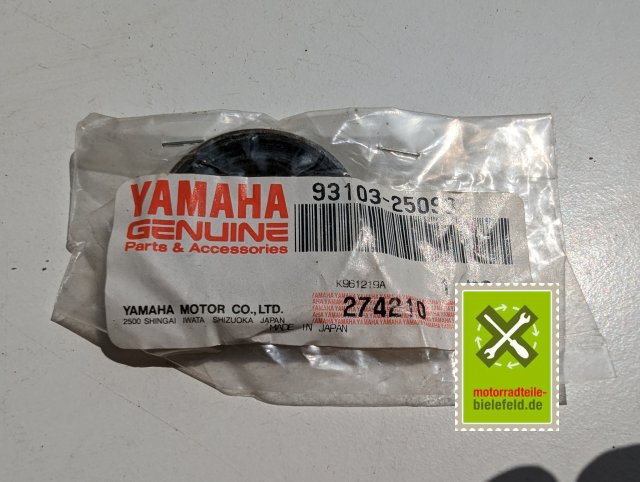 YAMAHA
GENUINE
Parts & Accessories
93103-2509
K961219A
274210
YAMAHA MOTOR CO., LTD.
2500 SHINGAI IWATA SHIZUOKA JAPAN
MADE IN JAPAN
motorradteile-
bielefeld.de